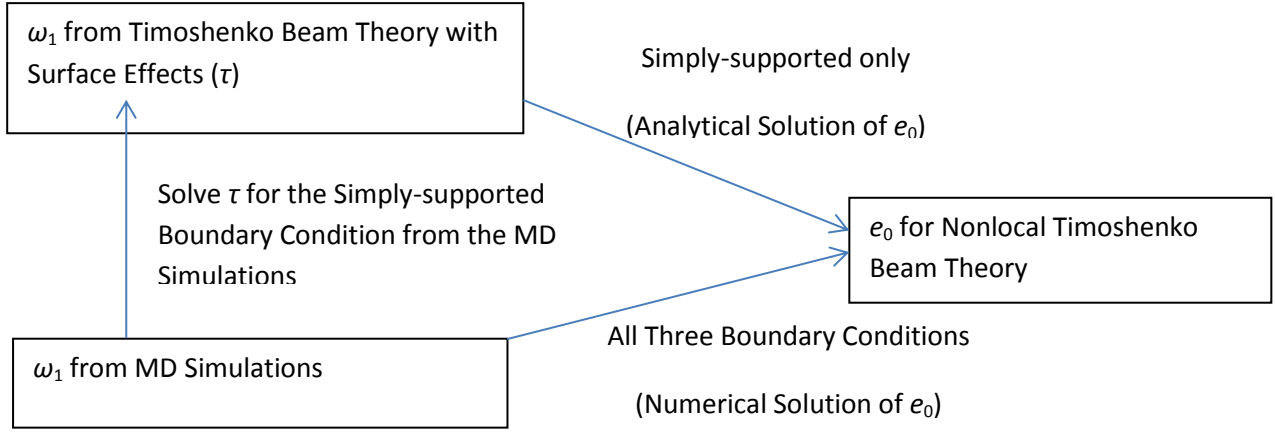 ω1 from Timoshenko Beam Theory with
Surface Effects (τ)
Simply-supported only
(Analytical Solution of e0)
Solve τ for the Simply-supported
Boundary Condition from the MD
Simulations
e0 for Nonlocal Timoshenko
Beam Theory
All Three Boundary Conditions
ω1 from MD Simulations
(Numerical Solution of e0)